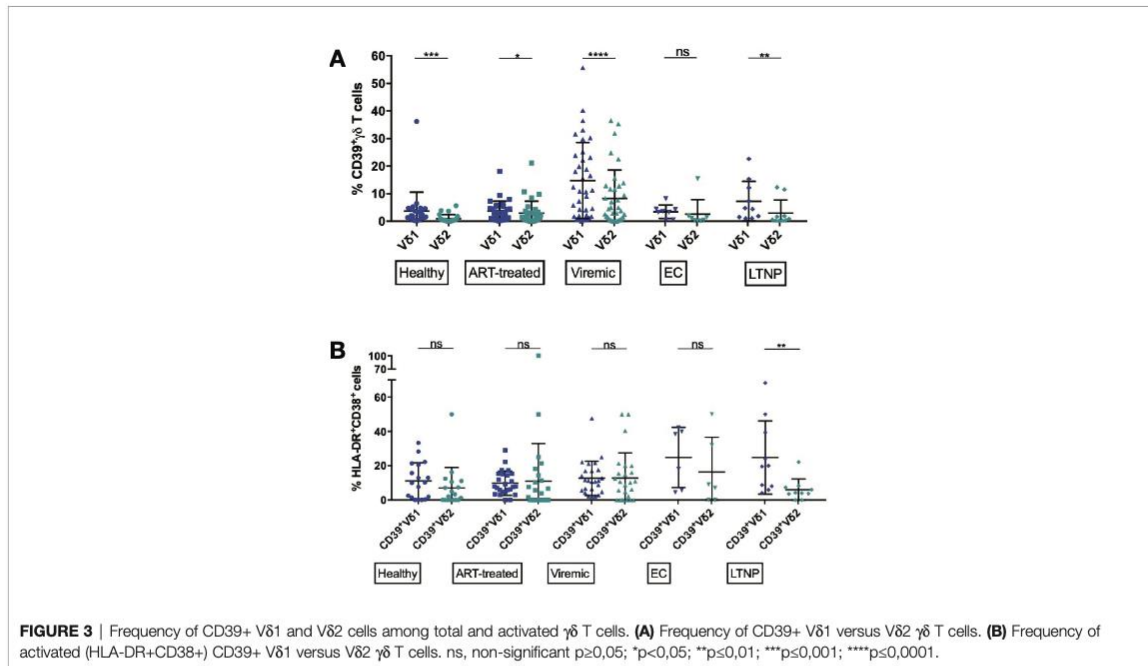 A
*** * **** ns **
60
50
40
30
20
10
0
% CD39⁺γδ T cells
Vδ1 Vδ2 Vδ1 Vδ2 Vδ1 Vδ2 Vδ1 Vδ2 Vδ1 Vδ2
Healthy ART-treated Viremic EC LTNP
B
ns ns ns ns **
100
70
60
40
20
0
% HLA-DR⁺CD38⁺ cells
CD39⁺Vδ1 CD39⁺Vδ2 CD39⁺Vδ1 CD39⁺Vδ2 CD39⁺Vδ1 CD39⁺Vδ2 CD39⁺Vδ1 CD39⁺Vδ2 CD39⁺Vδ1 CD39⁺Vδ2
Healthy ART-treated Viremic EC LTNP
FIGURE 3 | Frequency of CD39+ Vδ1 and Vδ2 cells among total and activated γδ T cells. (A) Frequency of CD39+ Vδ1 versus Vδ2 γδ T cells. (B) Frequency of
activated (HLA-DR+CD38+) CD39+ Vδ1 versus Vδ2 γδ T cells. ns, non-significant p≥0,05; *p<0,05; **p≤0,01; ***p≤0,001; ****p≤0,0001.